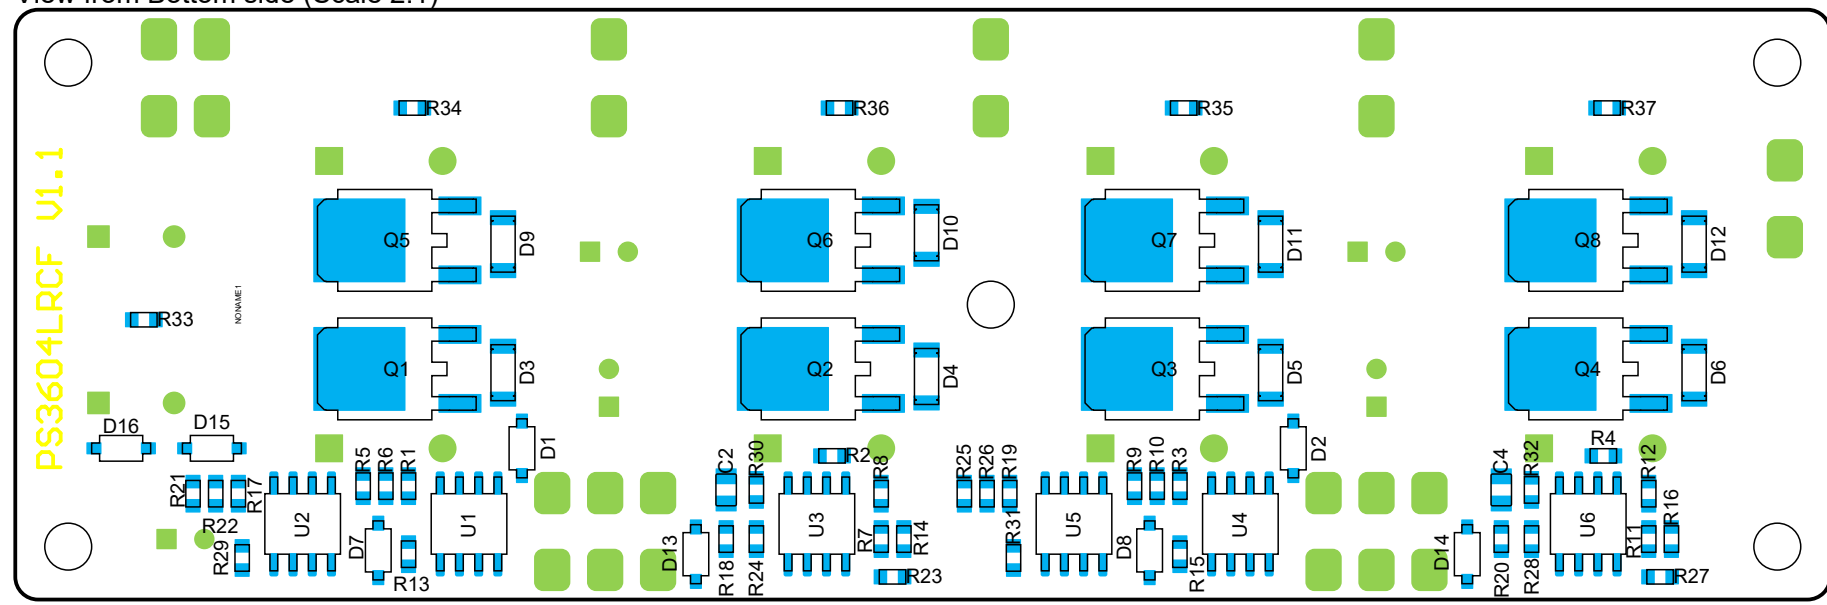 View from Bottom side (Scale 2:1)
R34
R36
R35
R37
PS3604LRCF V1.1
Q5
D9
Q6
D10
Q7
D11
Q8
D12
NONAME1
R33
Q1
D3
Q2
D4
Q3
D5
Q4
D6
D16
D15
D1
D2
R5
R6
R1
C2
R30
R2
R8
R25
R26
R19
R9
R10
R3
C4
R32
R4
R12
R21
R22
R17
U2
U1
U3
U5
U4
U6
R29
D7
R13
D13
R18
R24
R7
R14
R23
R31
D8
R15
D14
R20
R28
R11
R16
R27